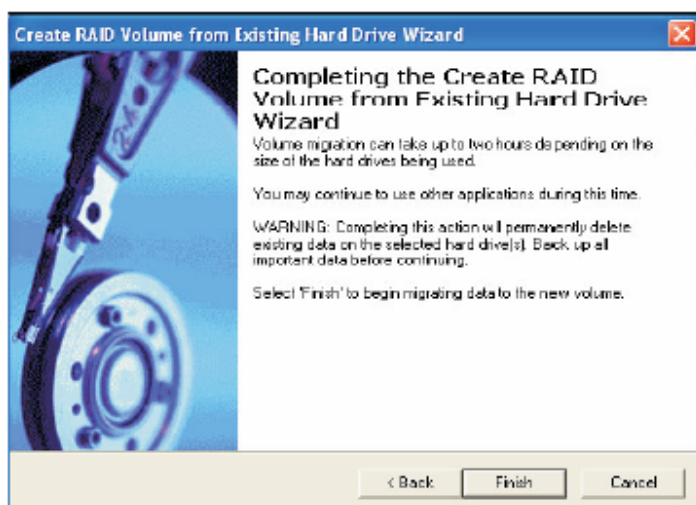 Create RAID Volume from Existing Hard Drive Wizard
Completing the Create RAID
Volume from Existing Hard Drive
Wizard
Volume migration can take up to two hours depending on the
size of the hard drives being used.
You may continue to use other applications during this time.
WARNING: Completing this action will permanently delete
existing data on the selected hard drive(s). Back up all
important data before continuing.
Select 'Finish' to begin migrating data to the new volume.
< Back
Finish
Cancel